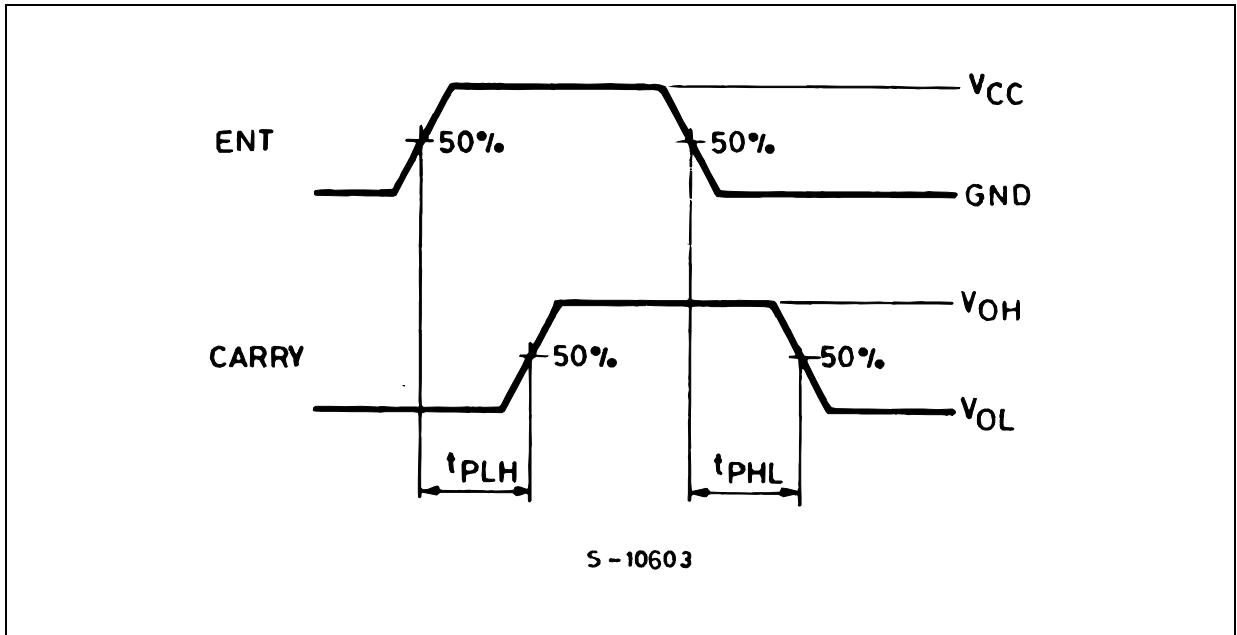 VCC
ENT 50% 50%
GND
VOH
CARRY 50% 50%
VOL
tPLH tPHL
S-10603